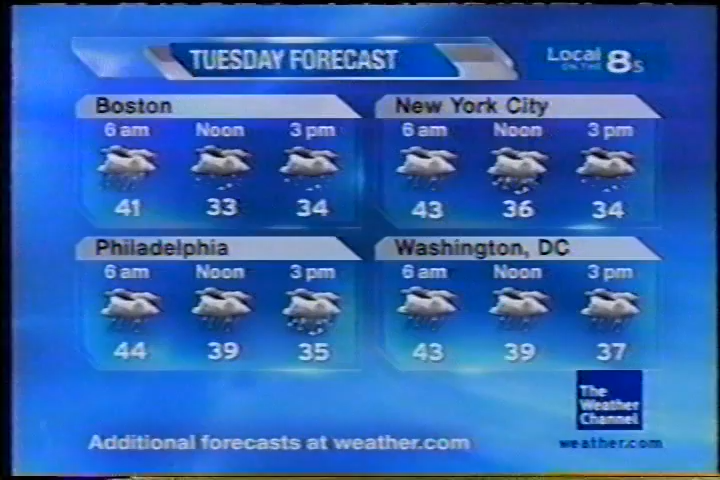 TUESDAY FORECAST
Local
ON THE 8s
Boston
6 am Noon 3 pm
41 33 34
New York City
6 am Noon 3 pm
43 36 34
Philadelphia
6 am Noon 3 pm
44 39 35
Washington, DC
6 am Noon 3 pm
43 39 37
The
Weather
Channel
Additional forecasts at weather.com
weather.com